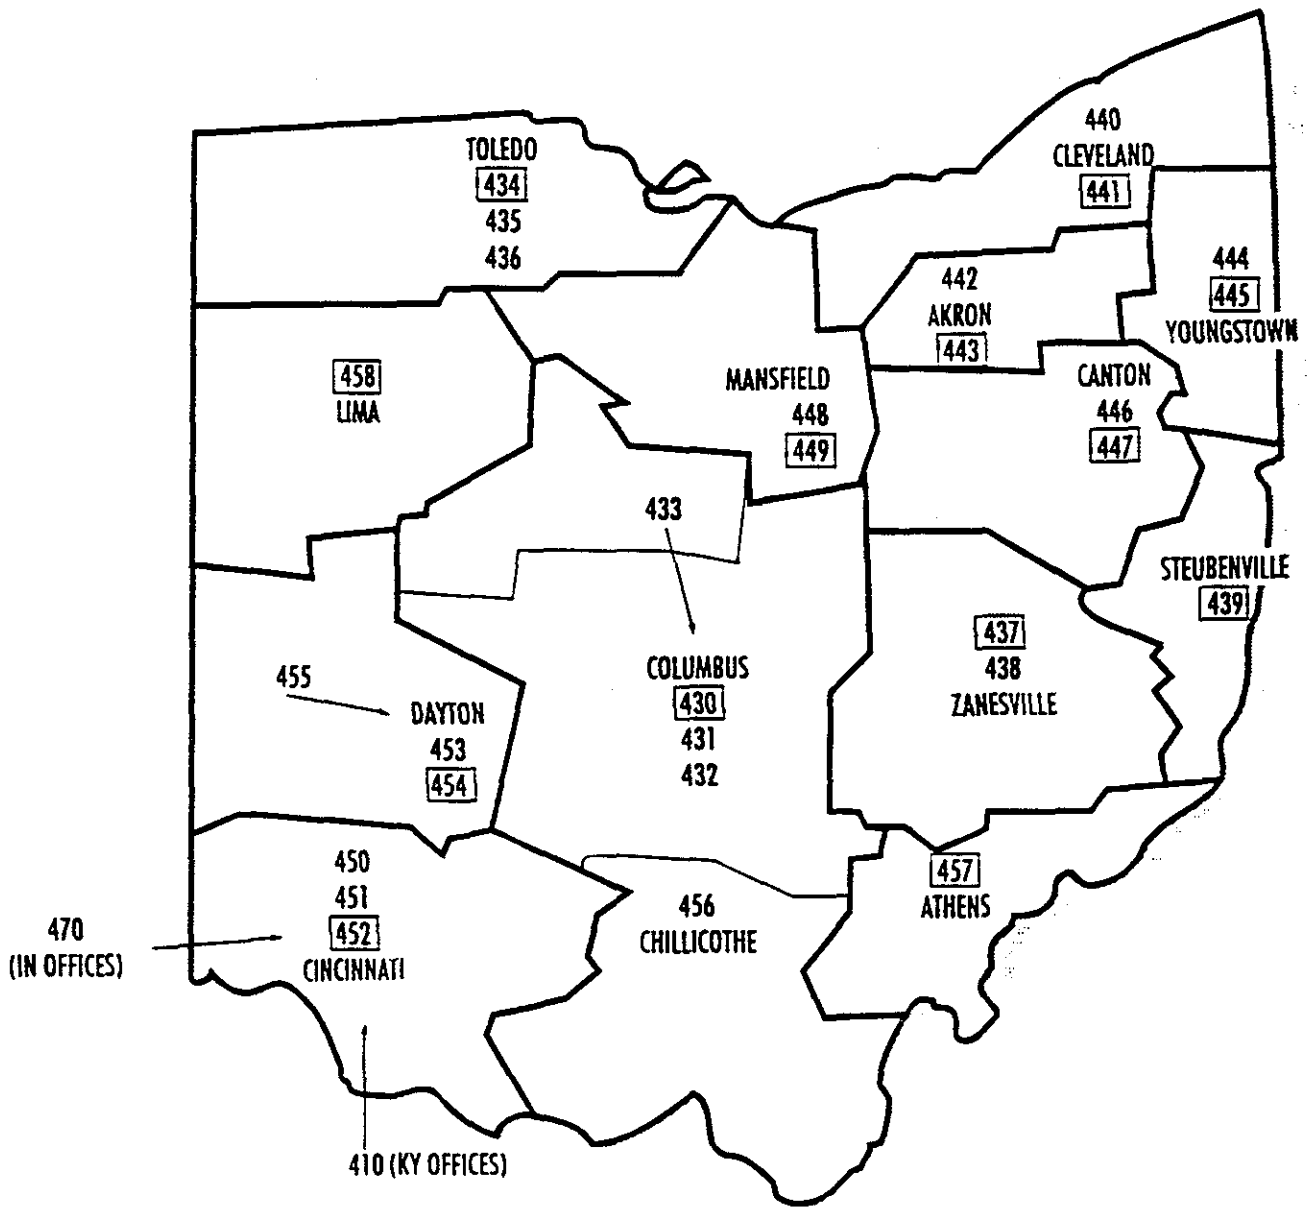 440
CLEVELAND
441
TOLEDO
434
435
436
442
AKRON
443
444
445
YOUNGSTOWN
458
LIMA
MANSFIELD
448
449
CANTON
446
447
433
STEUBENVILLE
439
437
438
ZANESVILLE
COLUMBUS
430
431
432
455
DAYTON
453
454
450
451
452
CINCINNATI
456
CHILLICOTHE
457
ATHENS
470
(IN OFFICES)
410 (KY OFFICES)